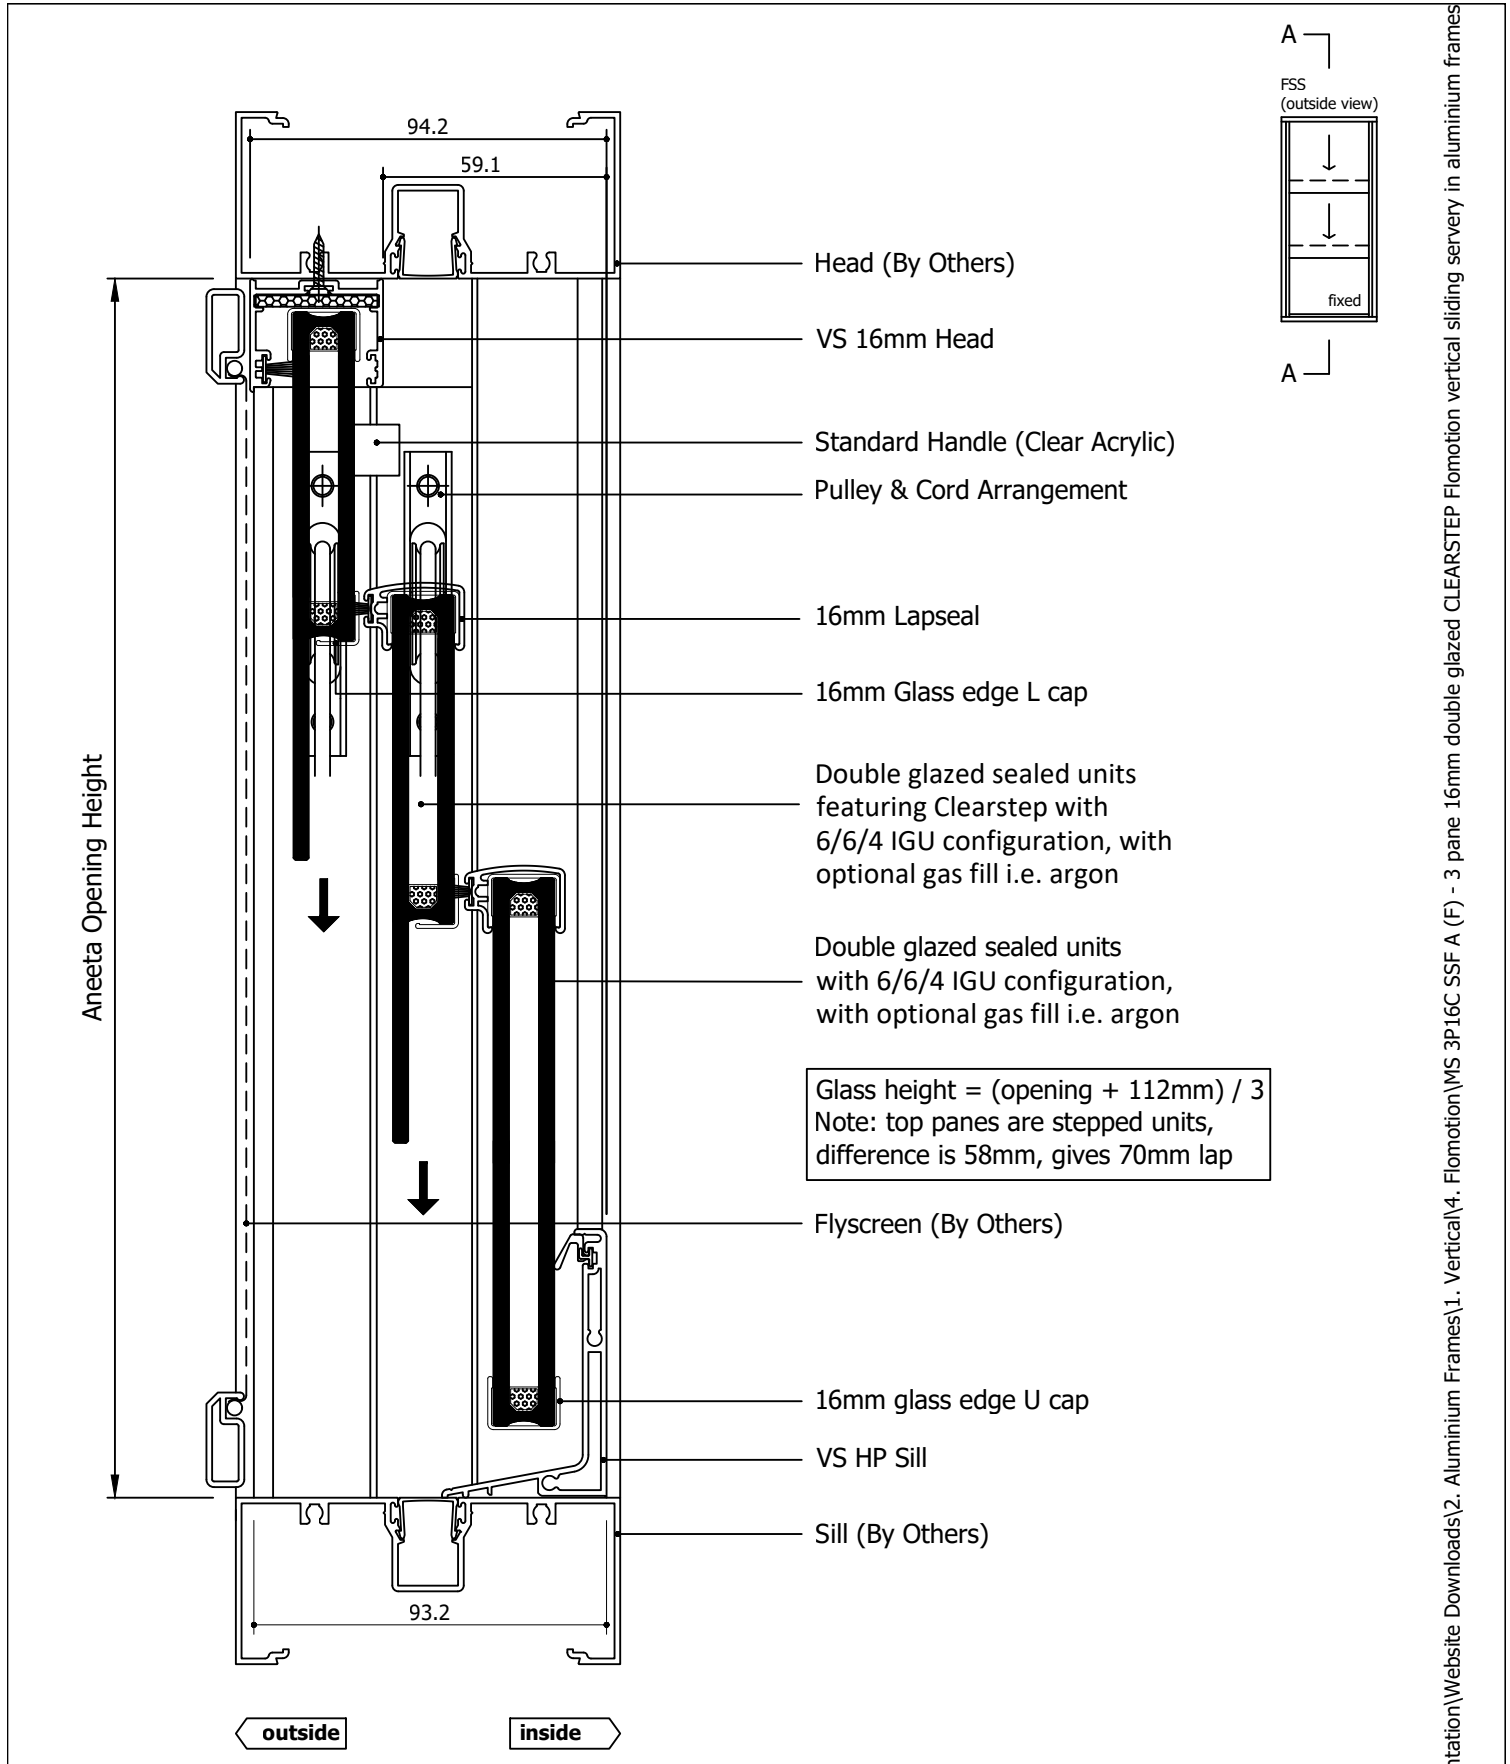 A
FSS
(outside view)
fixed
A
94.2
59.1
Head (By Others)
VS 16mm Head
Standard Handle (Clear Acrylic)
Pulley & Cord Arrangement
16mm Lapseal
16mm Glass edge L cap
Double glazed sealed units
featuring Clearstep with
6/6/4 IGU configuration, with
optional gas fill i.e. argon
Double glazed sealed units
with 6/6/4 IGU configuration,
with optional gas fill i.e. argon
Glass height = (opening + 112mm) / 3
Note: top panes are stepped units,
difference is 58mm, gives 70mm lap
Flyscreen (By Others)
16mm glass edge U cap
VS HP Sill
Sill (By Others)
Aneeta Opening Height
93.2
outside
inside
ntation\Website Downloads\2. Aluminium Frames\1. Vertical\4. Flomotion\MS 3P16C SSF A (F) - 3 pane 16mm double glazed CLEARSTEP Flomotion vertical sliding servery in aluminium frames